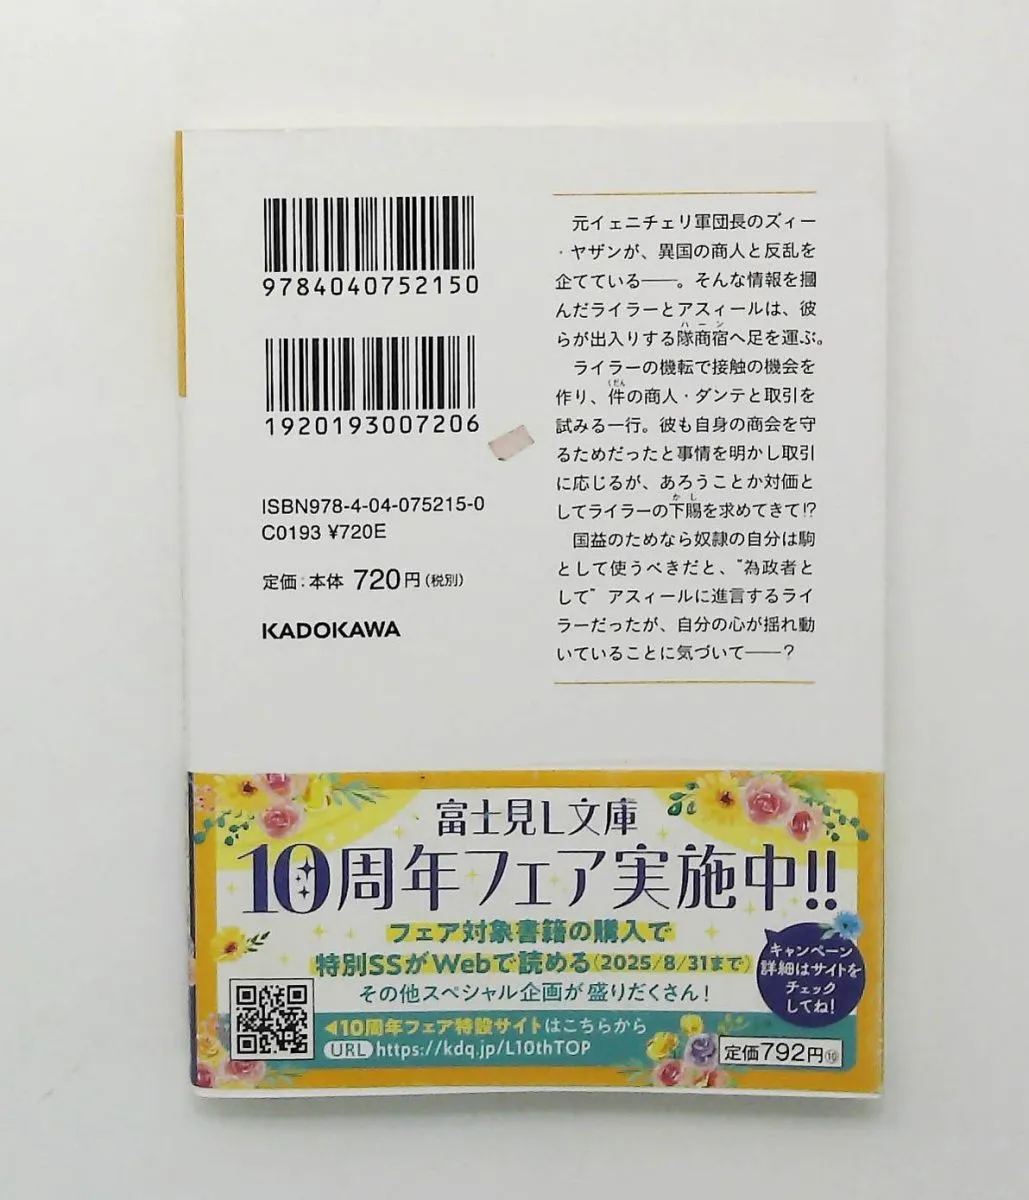 9784040752150
1920193007206
ISBN978-4-04-075215-0
C0193 ¥720E
定価：本体 720円（税別）
KADOKAWA
元イェニチェリ軍団長のズィー
・ヤザンが、異国の商人と反乱を
企てている――。そんな情報を掴
んだライラーとアスィールは、彼
らが出入りする隊商宿へ足を運ぶ。
ハーン
ライラーの機転で接触の機会を
作り、件の商人・ダンテと取引を
くだん
試みる一行。彼も自身の商会を守
るためだったと事情を明かし取引
に応じるが、あろうことか対価と
してライラーの下賜を求めてきて!?
かし
国益のためなら奴隷の自分は駒
として使うべきだと、“為政者と
して”アスィールに進言するライ
ラーだったが、自分の心が揺れ動
いていることに気づいて――？
富士見L文庫
10周年フェア実施中!!
フェア対象書籍の購入で
特別SSがWebで読める（2025/8/31まで）
その他スペシャル企画が盛りだくさん！
キャンペーン
詳細はサイトを
チェック
してね！
◀10周年フェア特設サイトはこちらから
URL https://kdq.jp/L10thTOP
定価792円⑩